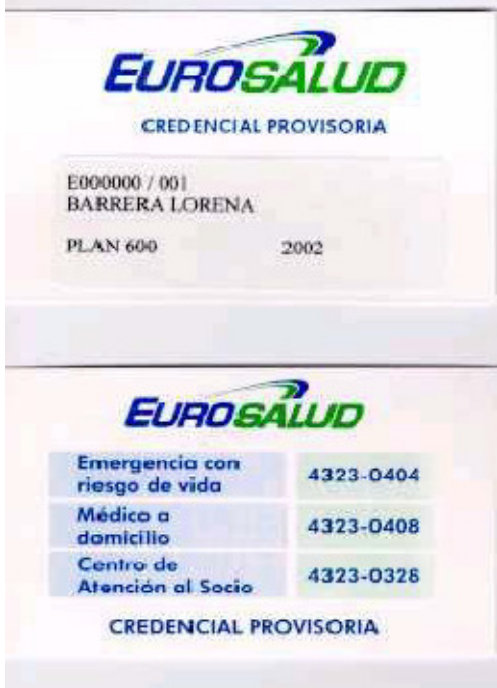 EUROSALUD
CREDENCIAL PROVISORIA
E000000 / 001
BARRERA LORENA
PLAN 600 2002
EUROSALUD
Emergencia con
riesgo de vida
4323-0404
Médico a
domicilio
4323-0408
Centro de
Atención al Socio
4323-0328
CREDENCIAL PROVISORIA